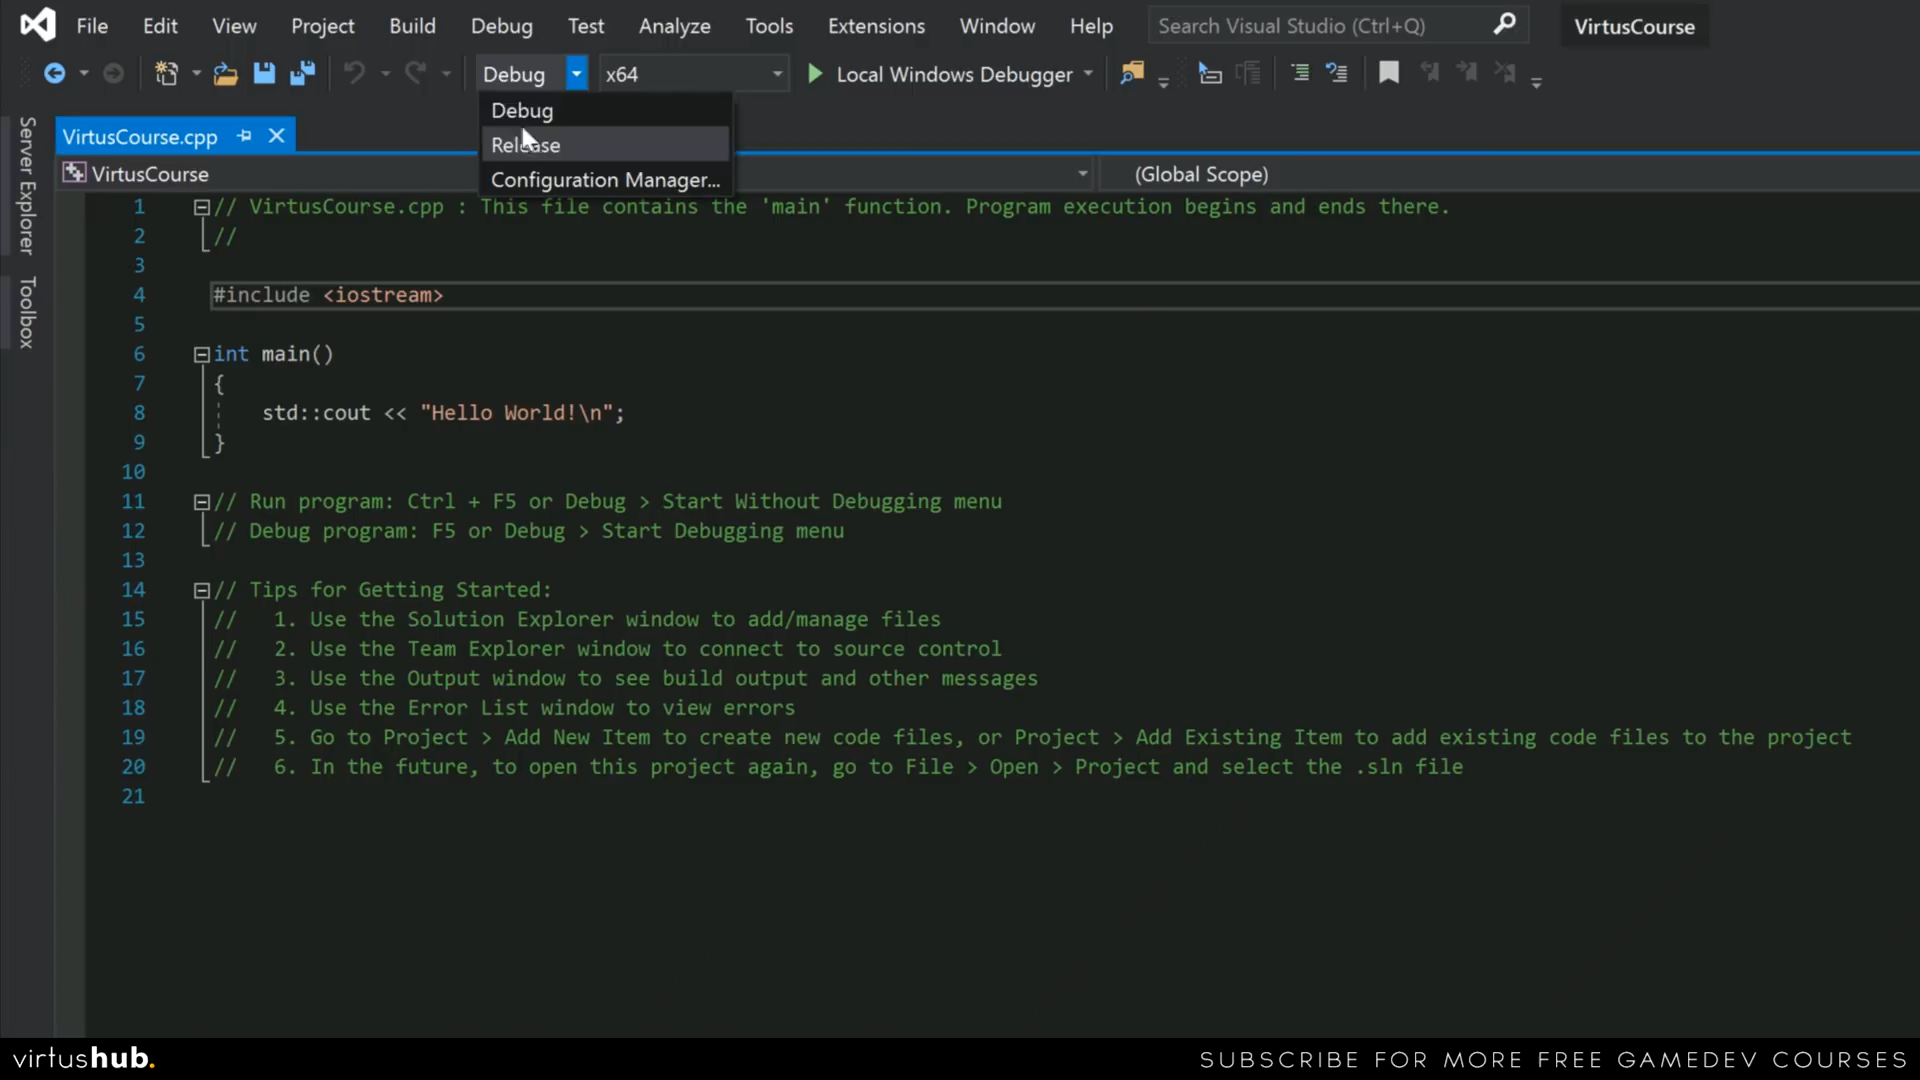 File Edit View Project Build Debug Test Analyze Tools Extensions Window Help Search Visual Studio (Ctrl+Q) VirtusCourse
Debug x64 Local Windows Debugger
Debug
Release
Configuration Manager...
Server Explorer
Toolbox
VirtusCourse.cpp
VirtusCourse (Global Scope)
1 // VirtusCourse.cpp : This file contains the 'main' function. Program execution begins and ends there.
2 //
3
4 #include <iostream>
5
6 int main()
7 {
8 std::cout << "Hello World!\n";
9 }
10
11 // Run program: Ctrl + F5 or Debug > Start Without Debugging menu
12 // Debug program: F5 or Debug > Start Debugging menu
13
14 // Tips for Getting Started:
15 // 1. Use the Solution Explorer window to add/manage files
16 // 2. Use the Team Explorer window to connect to source control
17 // 3. Use the Output window to see build output and other messages
18 // 4. Use the Error List window to view errors
19 // 5. Go to Project > Add New Item to create new code files, or Project > Add Existing Item to add existing code files to the project
20 // 6. In the future, to open this project again, go to File > Open > Project and select the .sln file
21
virtushub. SUBSCRIBE FOR MORE FREE GAMEDEV COURSES